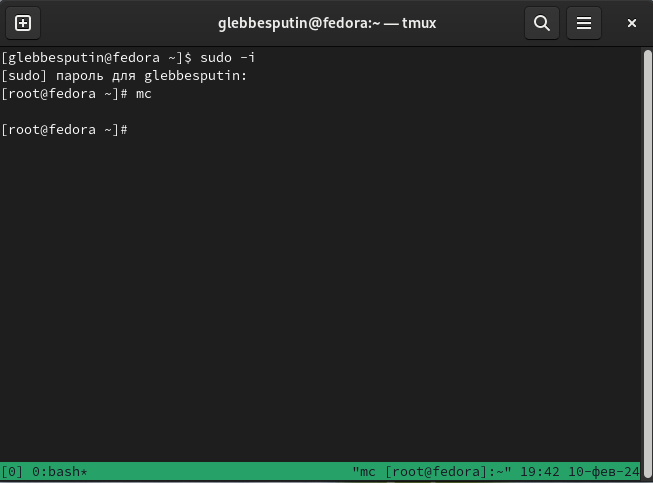 glebbesputin@fedora:~ — tmux
[glebbesputin@fedora ~]$ sudo -i
[sudo] пароль для glebbesputin:
[root@fedora ~]# mc
[root@fedora ~]#
[0] 0:bash* "mc [root@fedora]:~" 19:42 10-фев-24